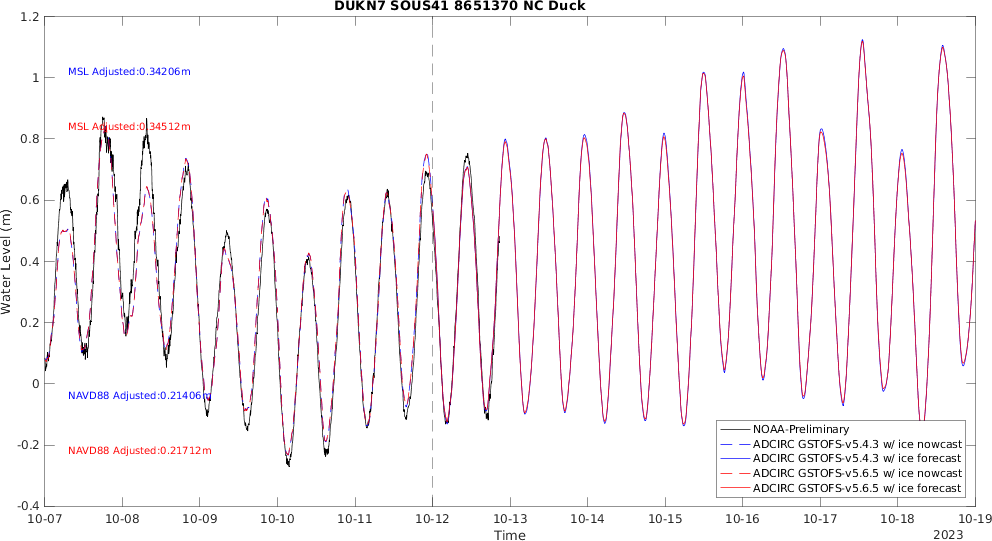 DUKN7 SOUS41 8651370 NC Duck
1.2
1
0.8
0.6
0.4
0.2
0
-0.2
-0.4
Water Level (m)
MSL Adjusted:0.34206m
MSL Adjusted:0.34512m
NAVD88 Adjusted:0.21406m
NAVD88 Adjusted:0.21712m
NOAA-Preliminary
ADCIRC GSTOFS-v5.4.3 w/ ice nowcast
ADCIRC GSTOFS-v5.4.3 w/ ice forecast
ADCIRC GSTOFS-v5.6.5 w/ ice nowcast
ADCIRC GSTOFS-v5.6.5 w/ ice forecast
10-07 10-08 10-09 10-10 10-11 10-12 10-13 10-14 10-15 10-16 10-17 10-18 10-19
Time
2023